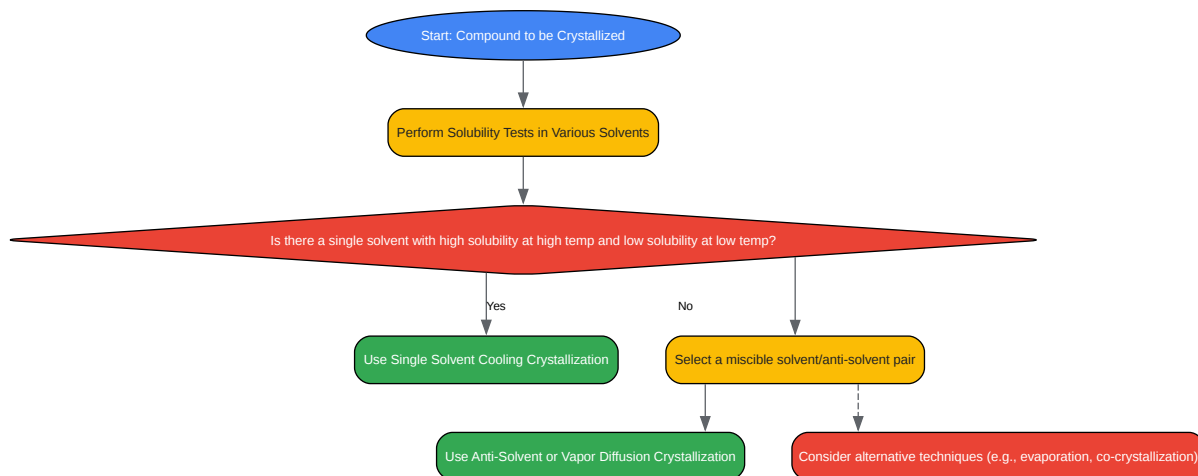 Start: Compound to be Crystallized
Perform Solubility Tests in Various Solvents
Is there a single solvent with high solubility at high temp and low solubility at low temp?
Yes
No
Use Single Solvent Cooling Crystallization
Select a miscible solvent/anti-solvent pair
Use Anti-Solvent or Vapor Diffusion Crystallization
Consider alternative techniques (e.g., evaporation, co-crystallization)